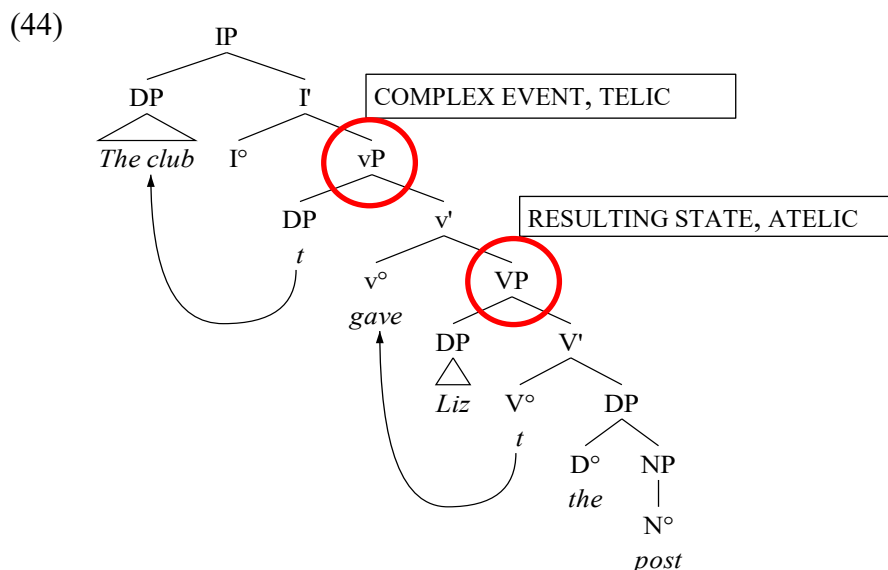 (44)
IP
DP I'
COMPLEX EVENT, TELIC
The club I° vP
DP v'
RESULTING STATE, ATELIC
t v° VP
gave
DP V'
Liz V° DP
t
D° NP
the
N°
post